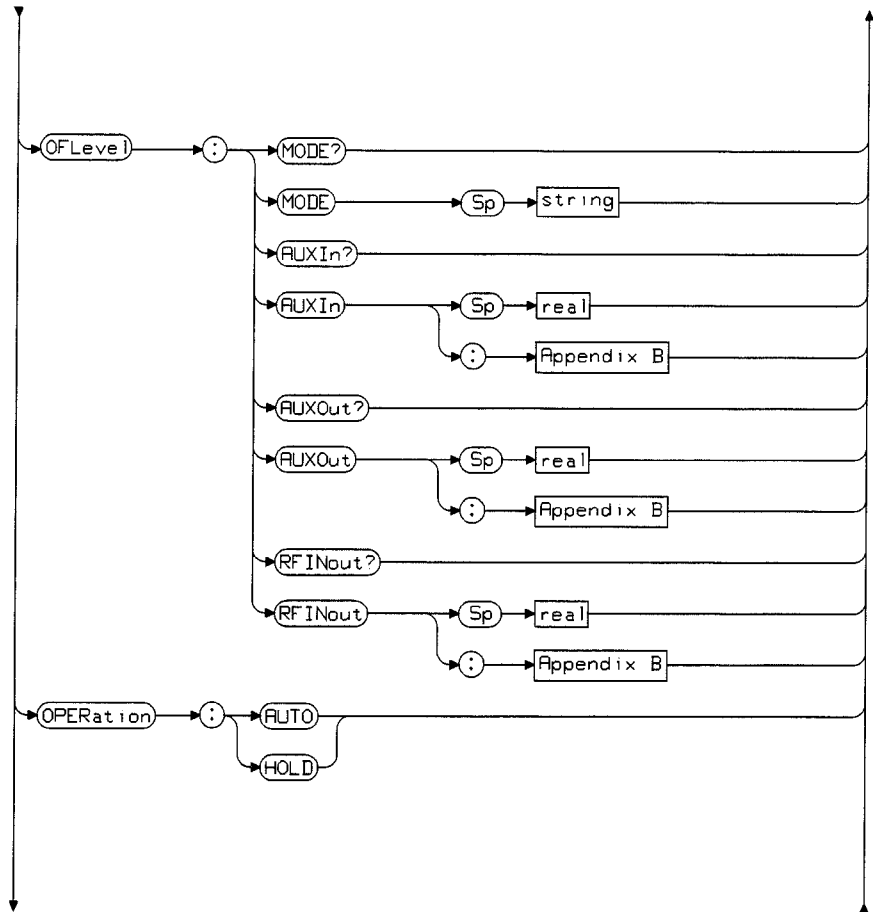 OFLevel : MODE?
MODE Sp string
AUXIn?
AUXIn Sp real
: Appendix B
AUXOut?
AUXOut Sp real
: Appendix B
RFINout?
RFINout Sp real
: Appendix B
OPERation : AUTO
HOLD